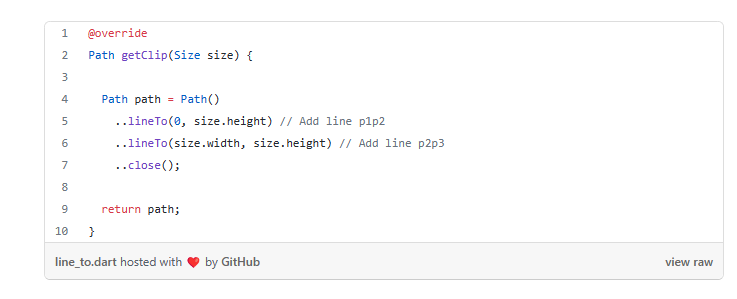 1 @override
2 Path getClip(Size size) {
3
4 Path path = Path()
5 ..lineTo(0, size.height) // Add line p1p2
6 ..lineTo(size.width, size.height) // Add line p2p3
7 ..close();
8
9 return path;
10 }
line_to.dart hosted with ❤ by GitHub view raw